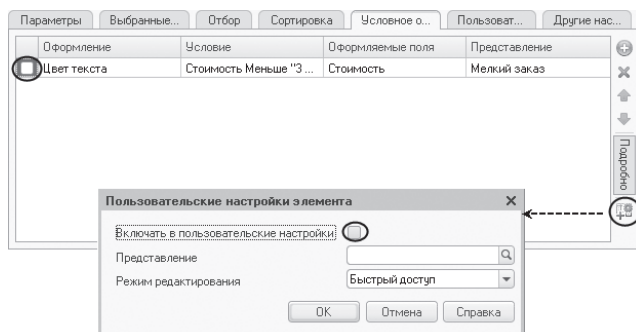 Параметры Выбранные... Отбор Сортировка Условное о... Пользоват... Другие нас...
Оформление Условие Оформляемые поля Представление
Цвет текста Стоимость Меньше "3 ... Стоимость Мелкий заказ
Подробно
Пользовательские настройки элемента
Включать в пользовательские настройки
Представление
Режим редактирования Быстрый доступ
ОК Отмена Справка